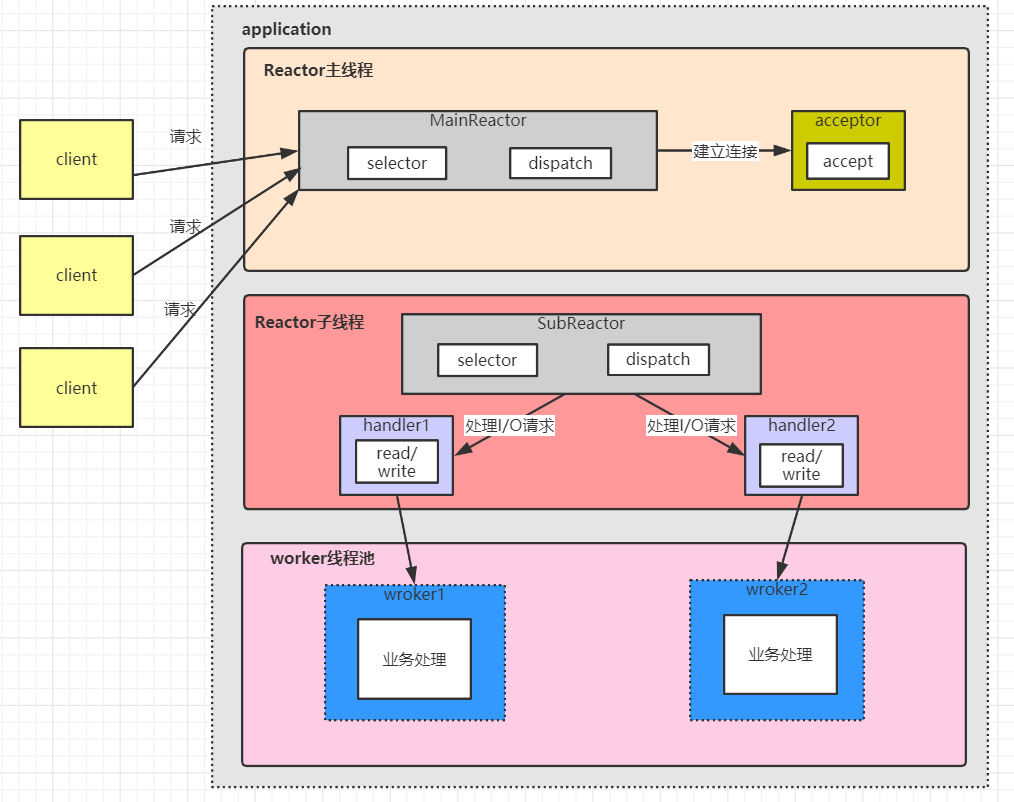 application
Reactor主线程
MainReactor
selector
dispatch
建立连接
acceptor
accept
client
请求
client
请求
client
请求
Reactor子线程
SubReactor
selector
dispatch
处理I/O请求
处理I/O请求
handler1
read/
write
handler2
read/
write
worker线程池
wroker1
业务处理
wroker2
业务处理